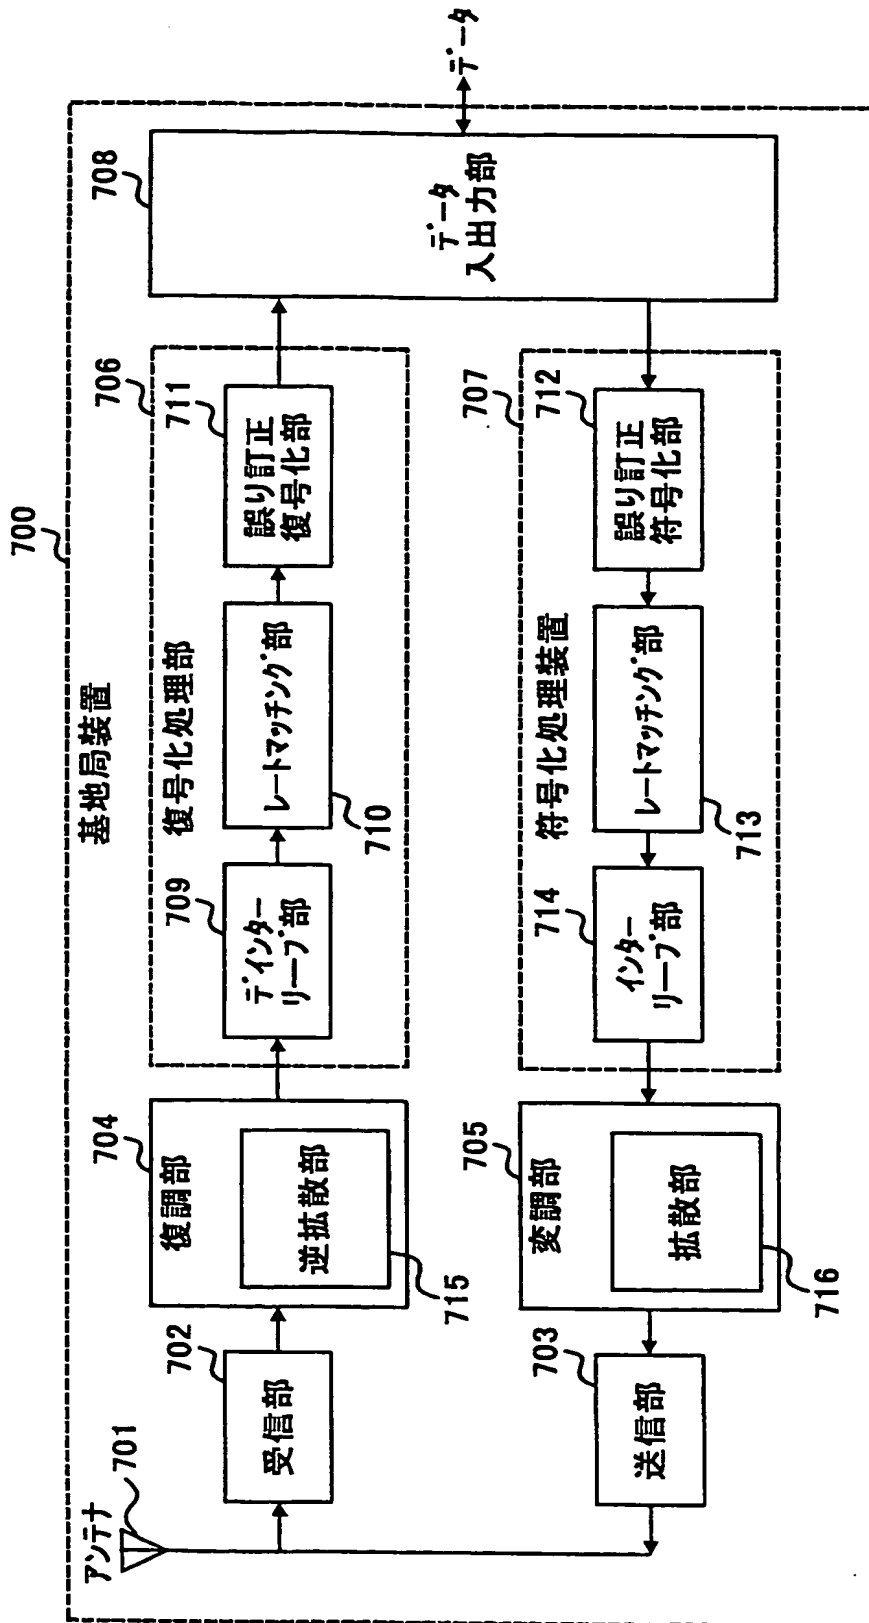 700
基地局装置
アンテナ
701
702
受信部
704
復調部
逆拡散部
715
706
復号化処理部
709
デインター
リーブ部
レートマッチング部
710
711
誤り訂正
復号化部
708
データ
入出力部
データ
703
送信部
705
変調部
拡散部
716
707
符号化処理装置
714
インター
リーブ部
レートマッチング部
713
712
誤り訂正
符号化部